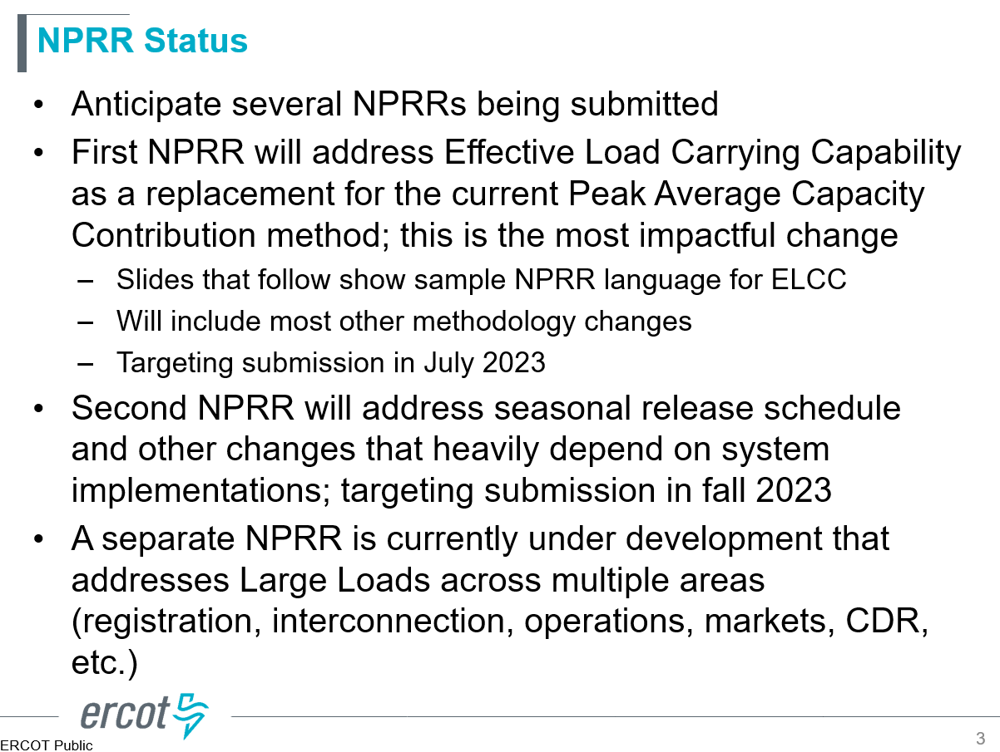 NPRR Status
• Anticipate several NPRRs being submitted
• First NPRR will address Effective Load Carrying Capability
as a replacement for the current Peak Average Capacity
Contribution method; this is the most impactful change
– Slides that follow show sample NPRR language for ELCC
– Will include most other methodology changes
– Targeting submission in July 2023
• Second NPRR will address seasonal release schedule
and other changes that heavily depend on system
implementations; targeting submission in fall 2023
• A separate NPRR is currently under development that
addresses Large Loads across multiple areas
(registration, interconnection, operations, markets, CDR,
etc.)
ercot
ERCOT Public
3